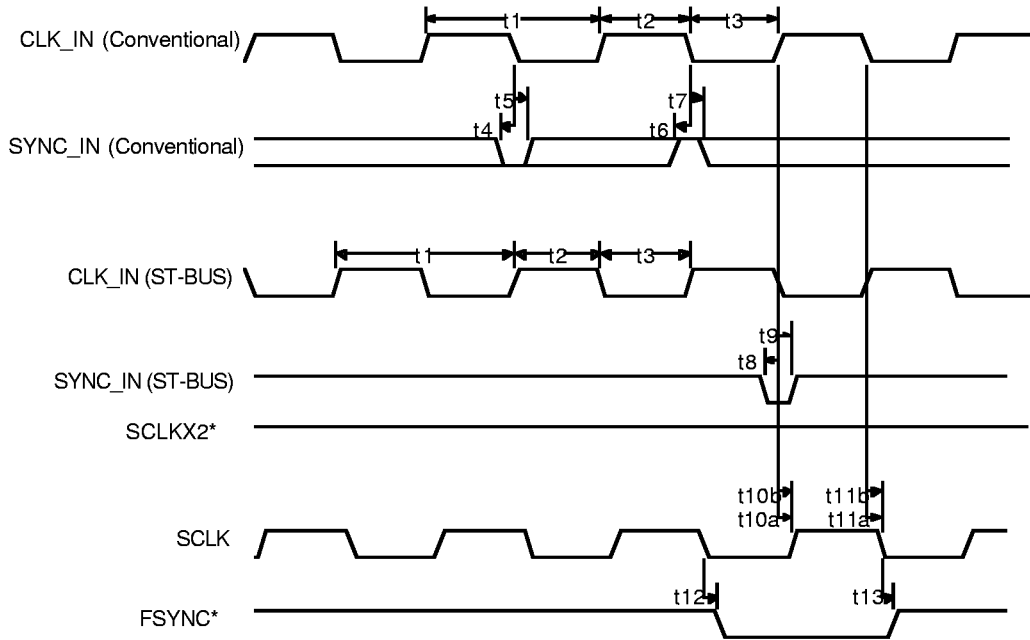 t1 t2 t3
CLK_IN (Conventional)
t5 t7
t4 t6
SYNC_IN (Conventional)
t1 t2 t3
CLK_IN (ST-BUS)
t9
t8
SYNC_IN (ST-BUS)
SCLKX2*
t10b t11b
t10a t11a
SCLK
t12 t13
FSYNC*